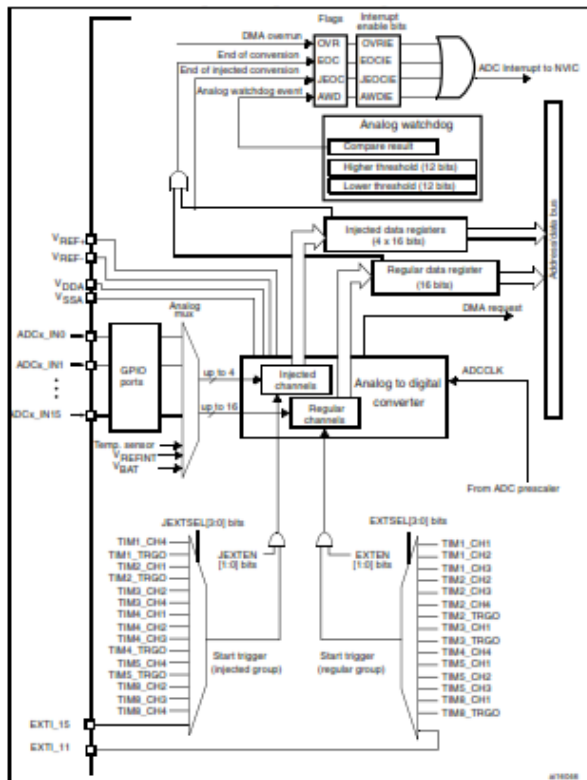 Flags
Interrupt
enable bits
DMA overrun
OVR
OVRIE
End of conversion
EOC
EOCIE
End of injected conversion
JEOC
JEOCIE
ADC Interrupt to NVIC
Analog watchdog event
AWD
AWDIE
Analog watchdog
Compare result
Higher threshold (12 bits)
Lower threshold (12 bits)
Address/data bus
Injected data registers
(4 x 16 bits)
VREF+
VREF-
Regular data register
(16 bits)
VDDA
VSSA
Analog
mux
DMA request
ADCx_IN0
ADCx_IN1
GPIO
ports
up to 4
Injected
channels
Analog to digital
converter
ADCCLK
up to 16
Regular
channels
ADCx_IN15
Temp. sensor
VREFINT
VBAT
From ADC prescaler
JEXTSEL[3:0] bits
EXTSEL[3:0] bits
JEXTEN
[1:0] bits
EXTEN
[1:0] bits
TIM1_CH4
TIM1_TRGO
TIM2_CH1
TIM2_TRGO
TIM3_CH2
TIM3_CH4
TIM4_CH1
TIM4_CH2
TIM4_CH3
TIM4_TRGO
TIM5_CH4
TIM5_TRGO
TIM8_CH2
TIM8_CH3
TIM8_CH4
Start trigger
(injected group)
Start trigger
(regular group)
TIM1_CH1
TIM1_CH2
TIM1_CH3
TIM2_CH2
TIM2_CH3
TIM2_CH4
TIM2_TRGO
TIM3_CH1
TIM3_TRGO
TIM4_CH4
TIM5_CH1
TIM5_CH2
TIM5_CH3
TIM8_CH1
TIM8_TRGO
EXTI_15
EXTI_11